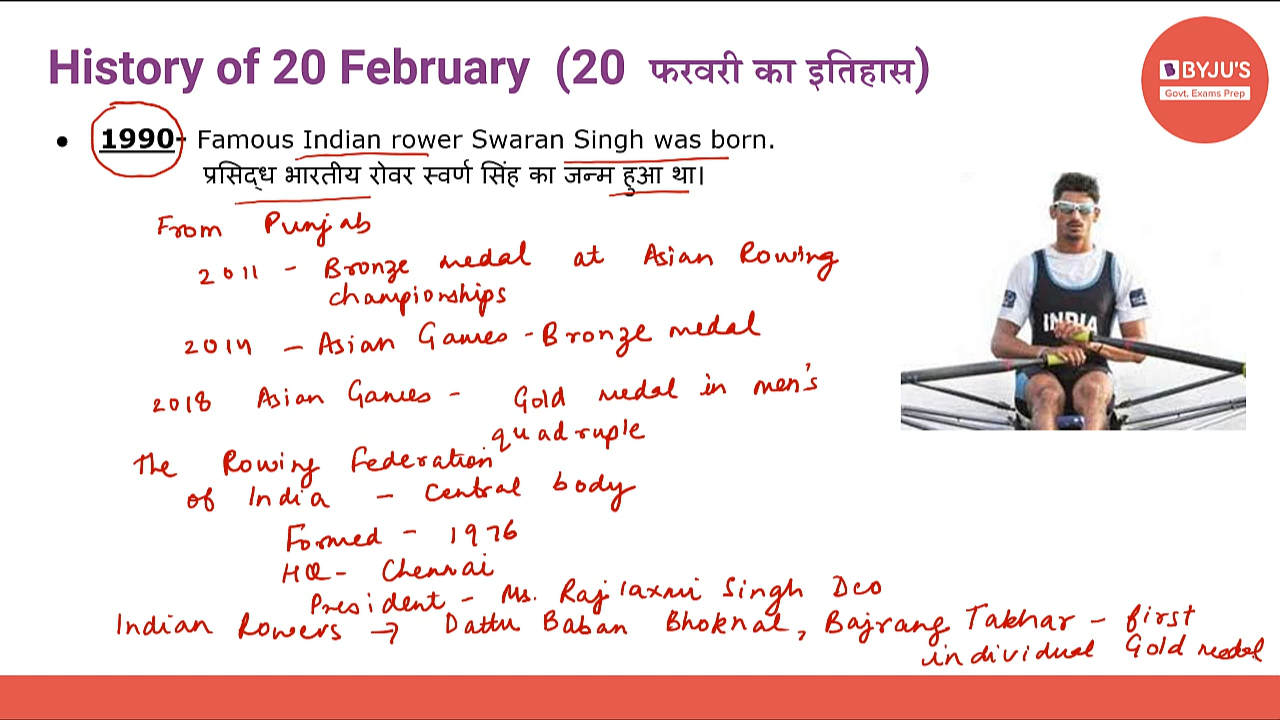 History of 20 February (20 फरवरी का इतिहास)
BYJU'S
Govt. Exams Prep
• 1990- Famous Indian rower Swaran Singh was born.
प्रसिद्ध भारतीय रोवर स्वर्ण सिंह का जन्म हुआ था।
From Punjab
2011 - Bronze medal at Asian Rowing
championships
2014 - Asian Games - Bronze medal
2018 Asian Games - Gold medal in men's
quadruple
The Rowing Federation
of India - Central body
Formed - 1976
HQ - Chennai
President - Ms. Rajlaxmi Singh Deo
Indian Rowers → Dattu Baban Bhoknal, Bajrang Takhar - first
individual Gold medal
INDIA